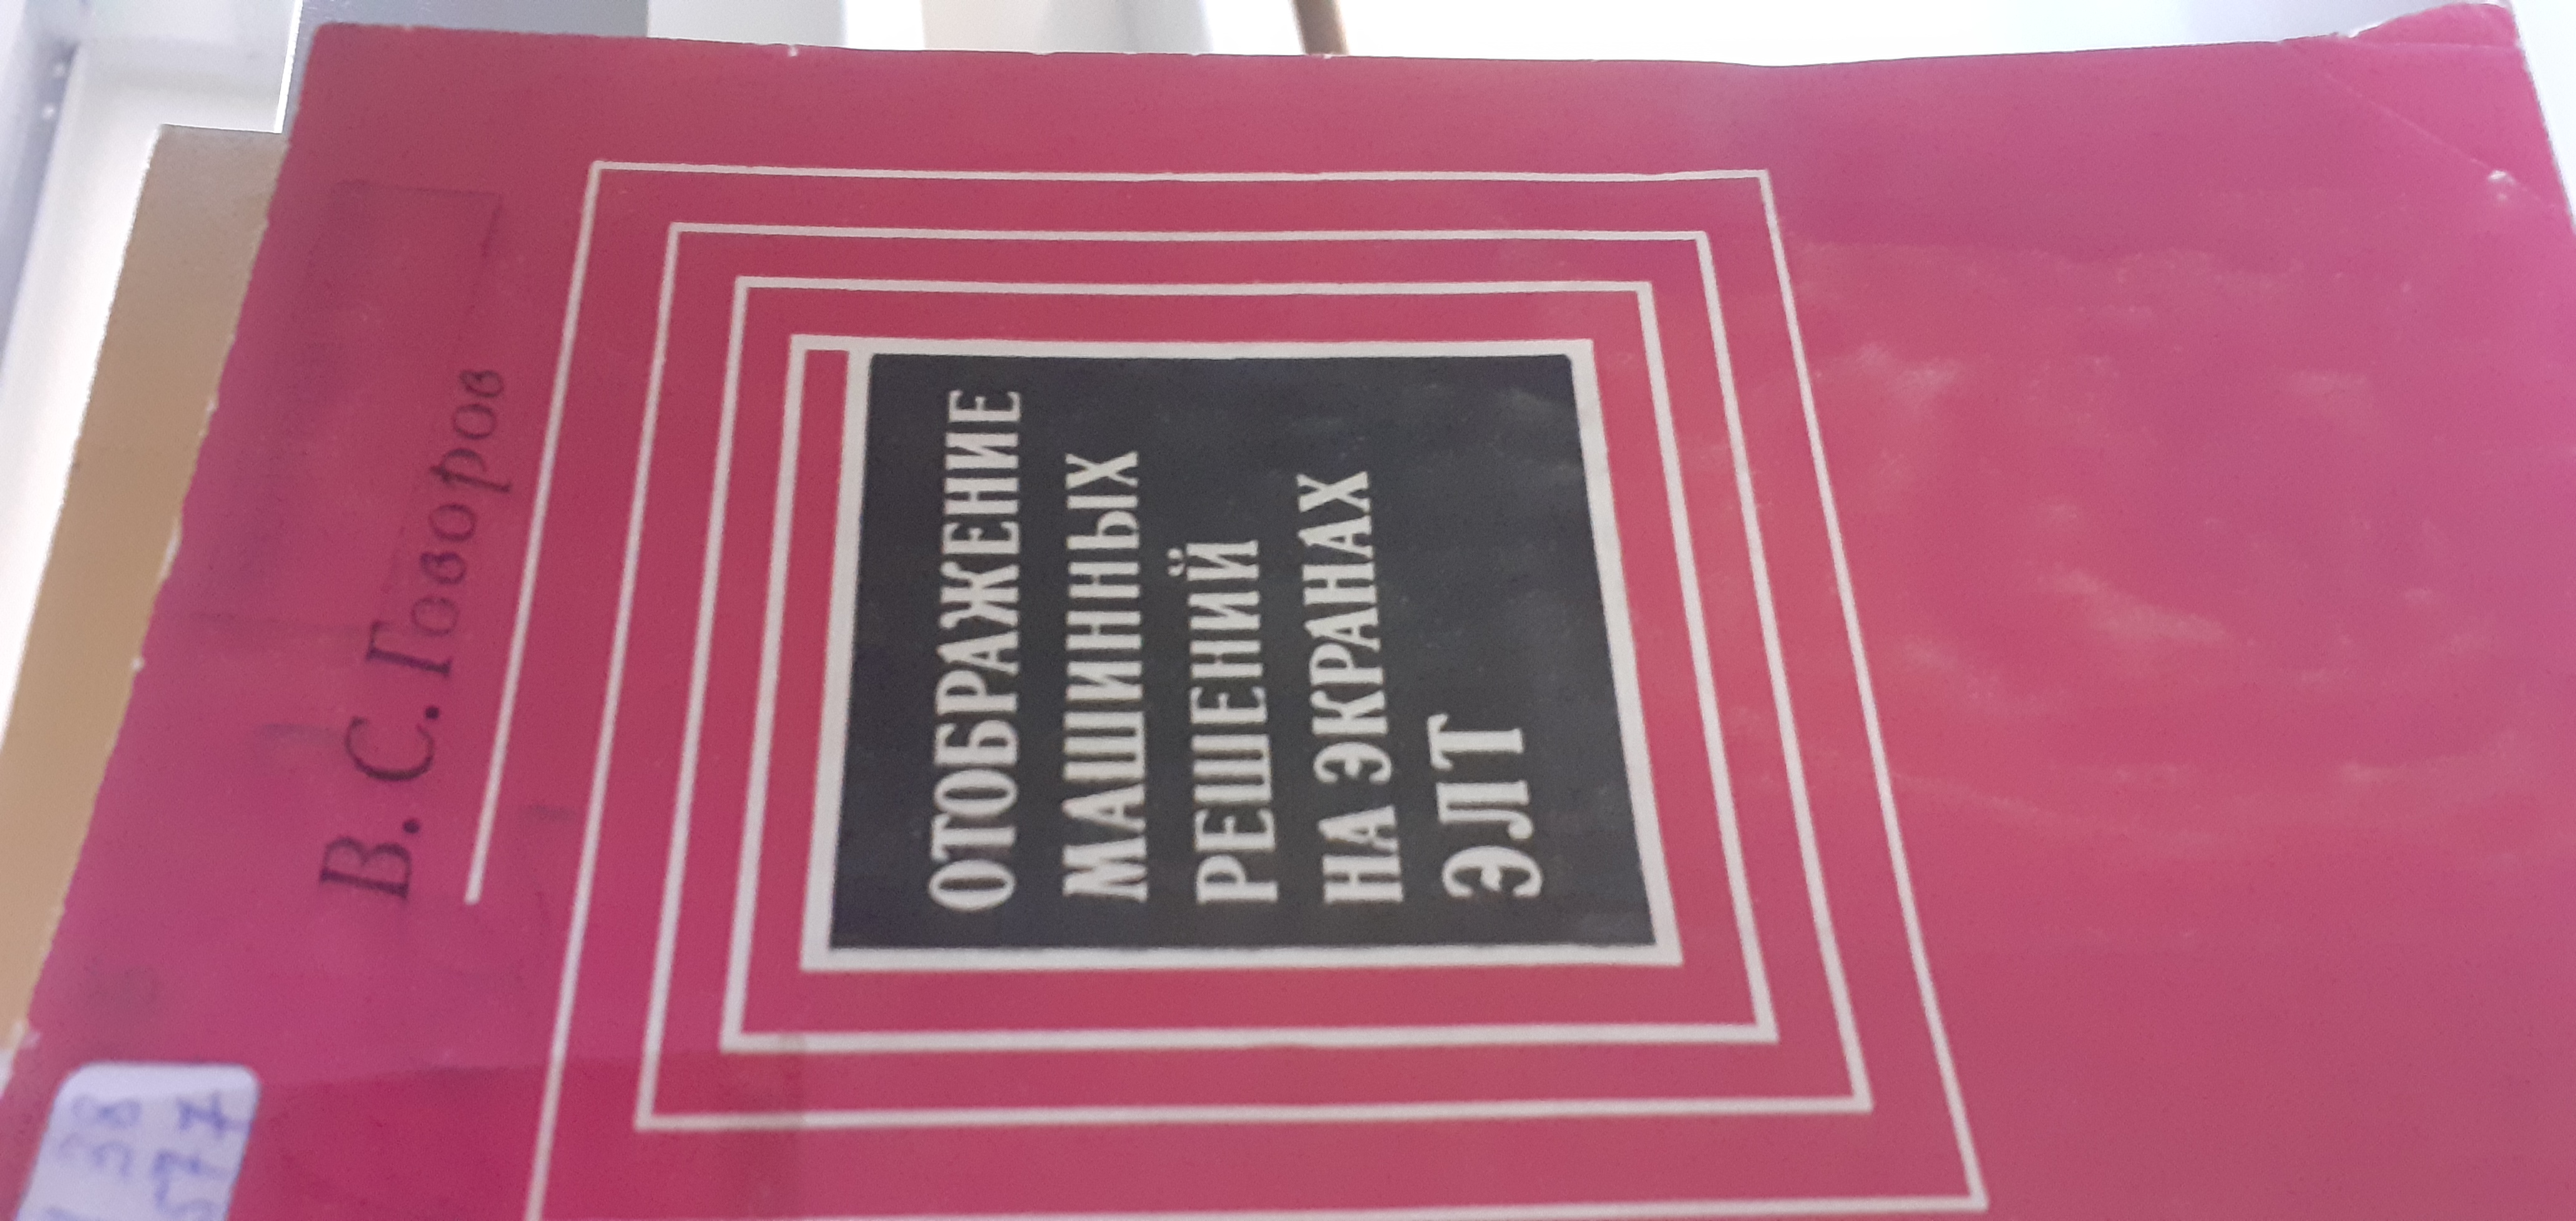 В. С. Говоров
ОТОБРАЖЕНИЕ
МАШИННЫХ
РЕШЕНИЙ
НА ЭКРАНАХ
ЭЛТ